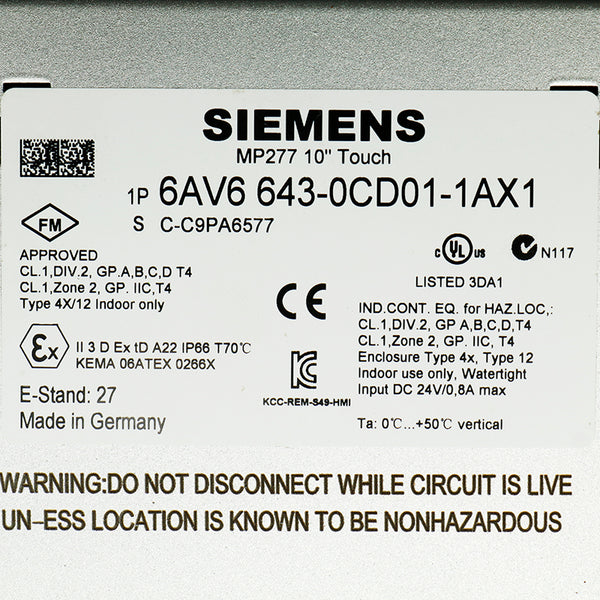 SIEMENS
MP277 10" Touch
1P 6AV6 643-0CD01-1AX1
S C-C9PA6577
FM
APPROVED
CL.1,DIV.2, GP.A,B,C,D T4
CL.1,Zone 2, GP. IIC,T4
Type 4X/12 Indoor only
Ex II 3 D Ex tD A22 IP66 T70℃
KEMA 06ATEX 0266X
E-Stand: 27
Made in Germany
CE
KCC-REM-S49-HMI
c UL us N117
LISTED 3DA1
IND.CONT. EQ. for HAZ.LOC,:
CL.1,DIV.2, GP A,B,C,D,T4
CL.1,Zone 2, GP. IIC, T4
Enclosure Type 4x, Type 12
Indoor use only, Watertight
Input DC 24V/0,8A max
Ta: 0℃...+50℃ vertical
WARNING:DO NOT DISCONNECT WHILE CIRCUIT IS LIVE
UN-ESS LOCATION IS KNOWN TO BE NONHAZARDOUS